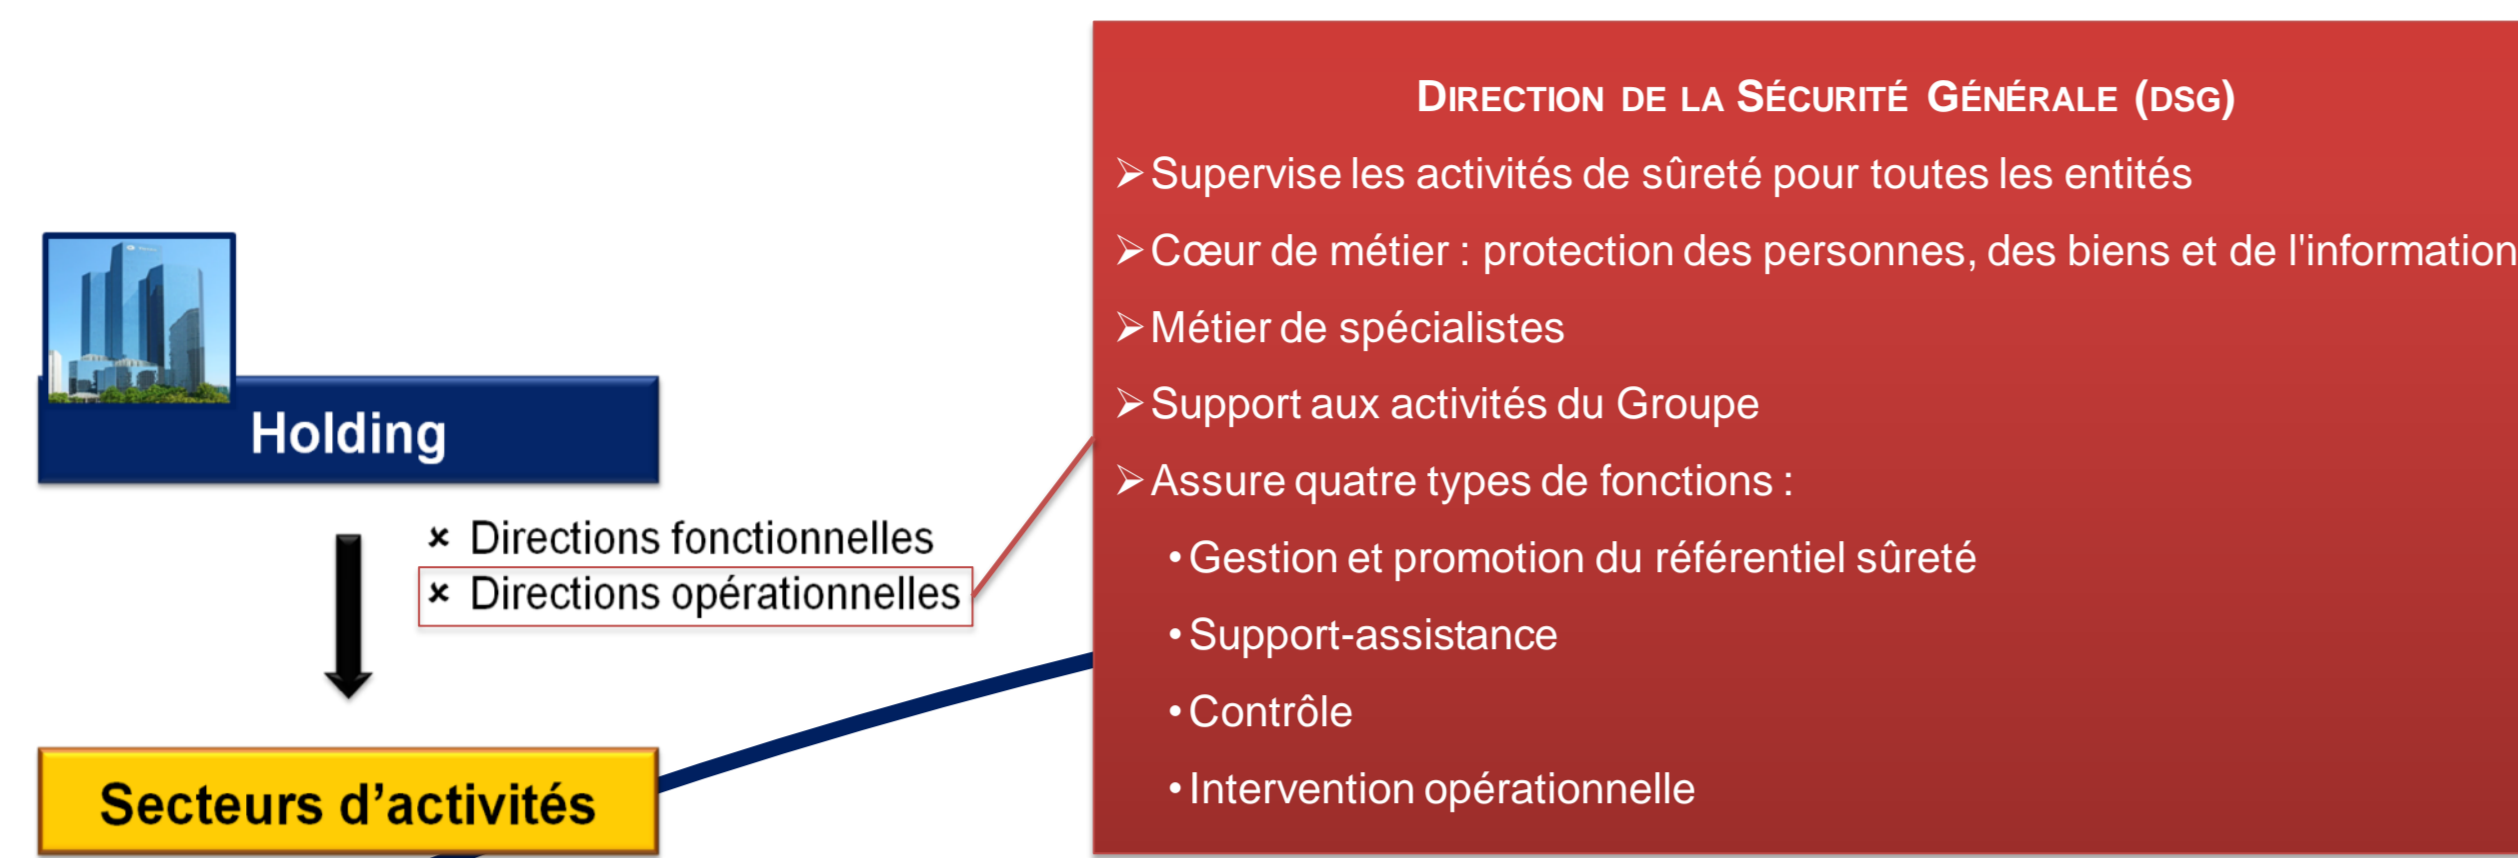 Holding
× Directions fonctionnelles
× Directions opérationnelles
Secteurs d’activités
DIRECTION DE LA SÉCURITÉ GÉNÉRALE (DSG)
➢ Supervise les activités de sûreté pour toutes les entités
➢ Cœur de métier : protection des personnes, des biens et de l'information
➢ Métier de spécialistes
➢ Support aux activités du Groupe
➢ Assure quatre types de fonctions :
• Gestion et promotion du référentiel sûreté
• Support-assistance
• Contrôle
• Intervention opérationnelle